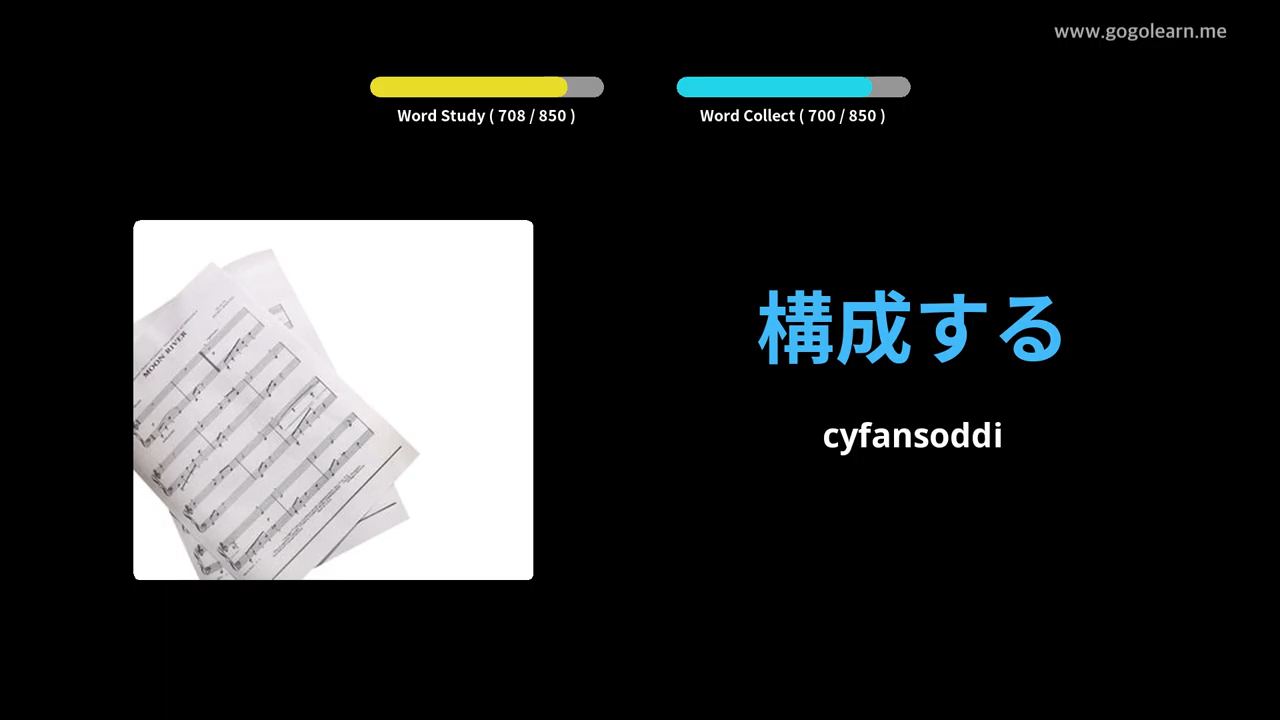 www.gogolearn.me
Word Study ( 708 / 850 )
Word Collect ( 700 / 850 )
MOON RIVER
構成する
cyfansoddi